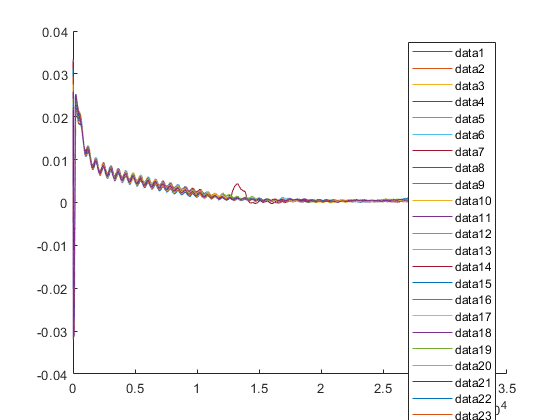 0.04
0.03
0.02
0.01
0
-0.01
-0.02
-0.03
-0.04
0
0.5
1
1.5
2
2.5
3.5
data1
data2
data3
data4
data5
data6
data7
data8
data9
data10
data11
data12
data13
data14
data15
data16
data17
data18
data19
data20
data21
data22
data23